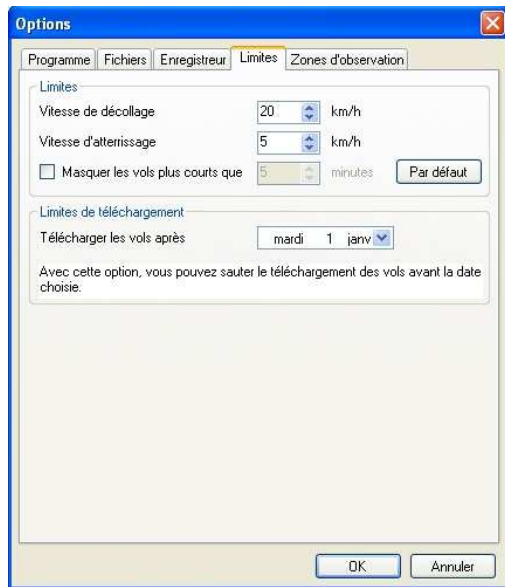 Options
Programme Fichiers Enregistreur Limites Zones d'observation
Limites
Vitesse de décollage 20 km/h
Vitesse d'atterrissage 5 km/h
Masquer les vols plus courts que 5 minutes Par défaut
Limites de téléchargement
Télécharger les vols après mardi 1 janv
Avec cette option, vous pouvez sauter le téléchargement des vols avant la date
choisie.
OK Annuler